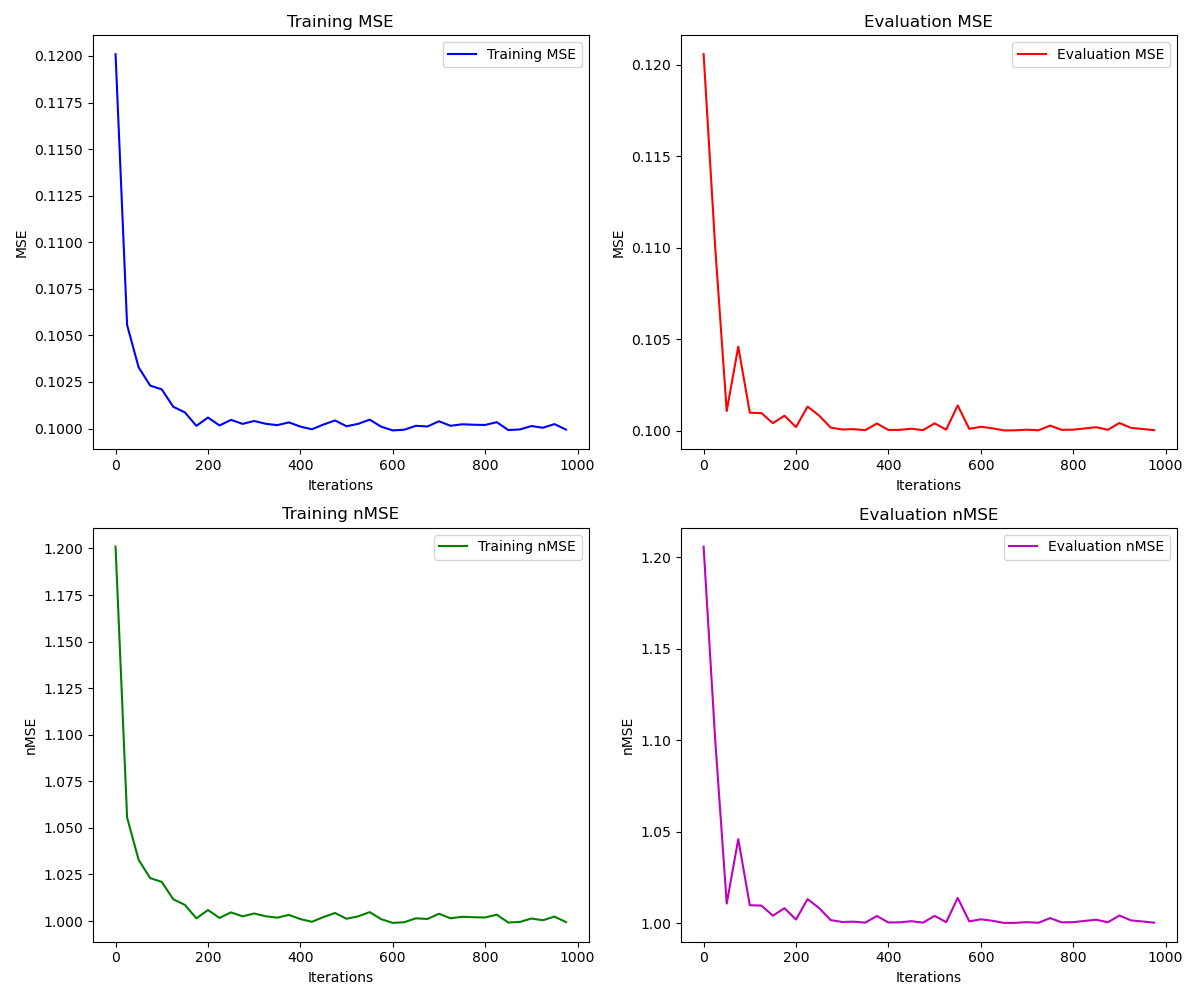 Training MSE
Training MSE
0.1200
0.1175
0.1150
0.1125
0.1100
0.1075
0.1050
0.1025
0.1000
MSE
0 200 400 600 800 1000
Iterations
Evaluation MSE
Evaluation MSE
0.120
0.115
0.110
0.105
0.100
MSE
0 200 400 600 800 1000
Iterations
Training nMSE
Training nMSE
1.200
1.175
1.150
1.125
1.100
1.075
1.050
1.025
1.000
nMSE
0 200 400 600 800 1000
Iterations
Evaluation nMSE
Evaluation nMSE
1.20
1.15
1.10
1.05
1.00
nMSE
0 200 400 600 800 1000
Iterations